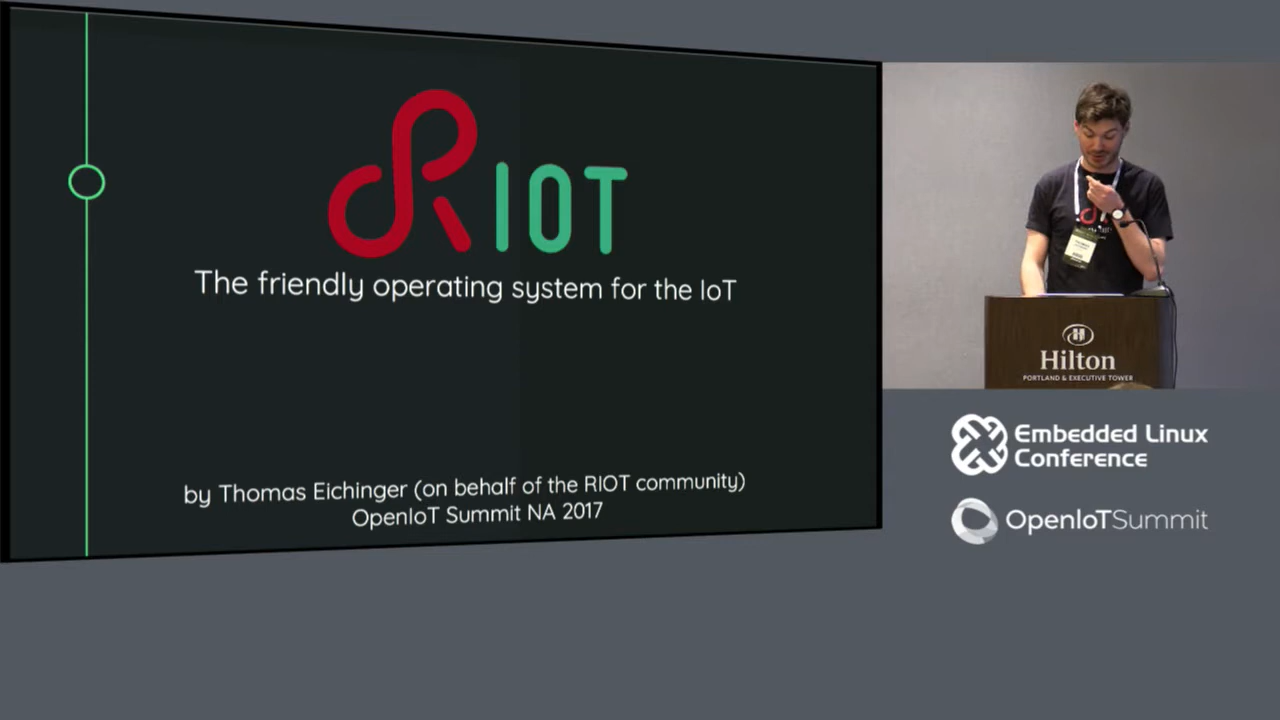 RIOT
The friendly operating system for the IoT
by Thomas Eichinger (on behalf of the RIOT community)
OpenIoT Summit NA 2017
Hilton
PORTLAND & EXECUTIVE TOWER
Embedded Linux
Conference
OpenIoTSummit